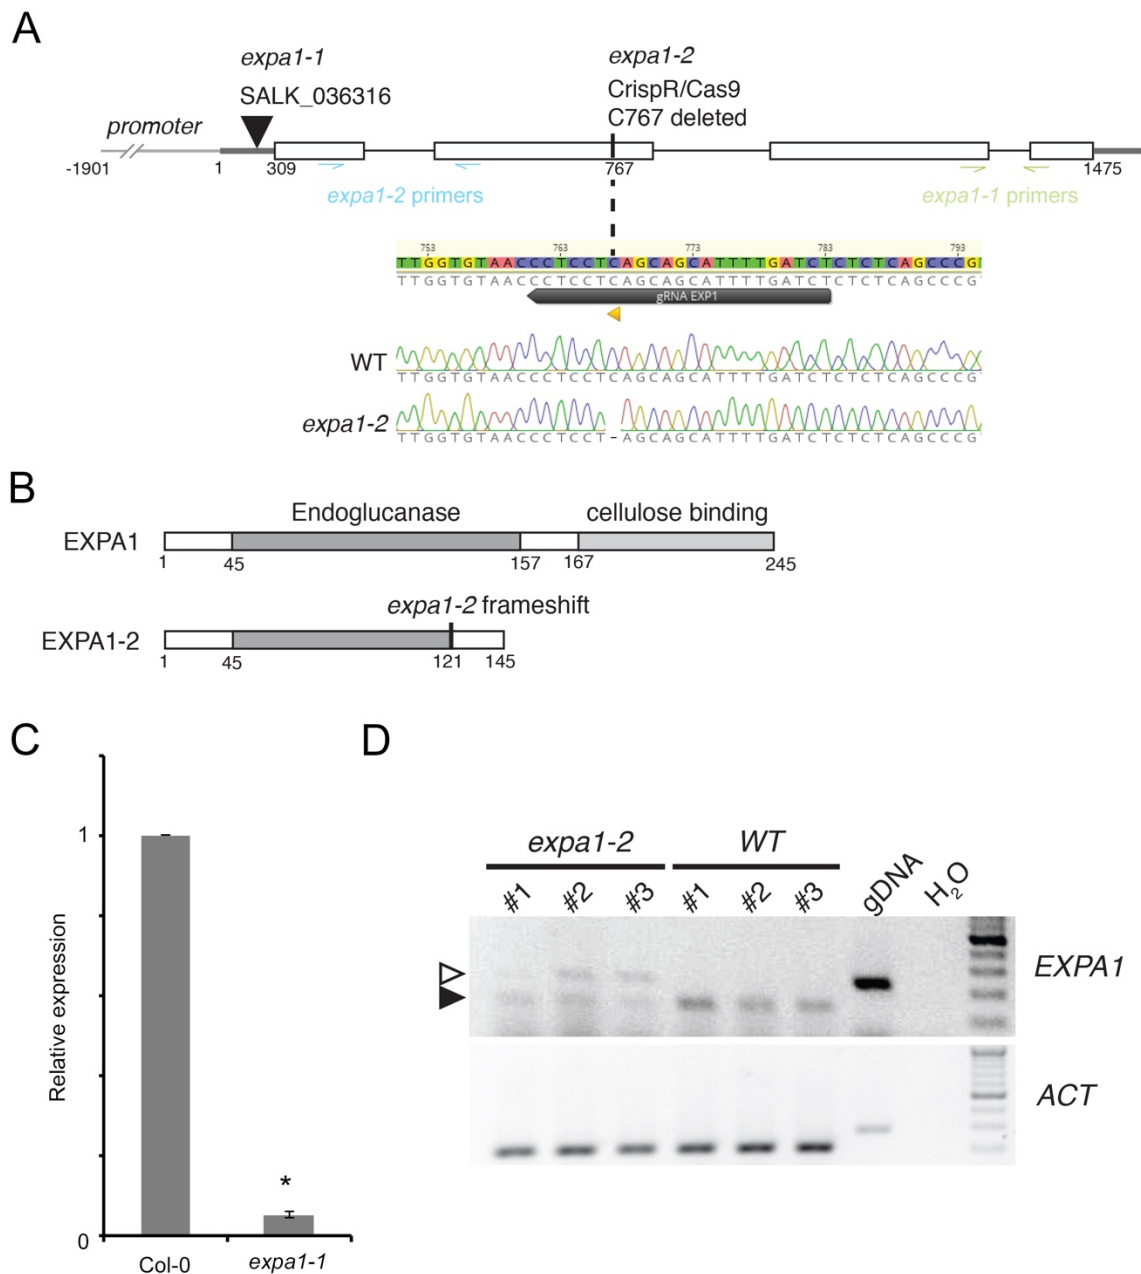 A
expa1-1
SALK_036316
expa1-2
CrispR/Cas9
C767 deleted
promoter
-1901
1
309
767
1475
expa1-2 primers
expa1-1 primers
753
763
773
783
793
TTGGTGTAACCCTCCTCAGCAGCATTTTGATCTCTCTCAGCCCG
TTGGTGTAACCCTCCTCAGCAGCATTTTGATCTCTCTCAGCCCG
gRNA EXP1
WT
TTGGTGTAACCCTCCTCAGCAGCATTTTGATCTCTCTCAGCCCG
expa1-2
TTGGTGTAACCCTCCT-AGCAGCATTTTGATCTCTCTCAGCCCG
B
Endoglucanase
cellulose binding
EXPA1
1
45
157
167
245
expa1-2 frameshift
EXPA1-2
1
45
121
145
C
Relative expression
1
0
*
Col-0
expa1-1
D
expa1-2
WT
#1
#2
#3
#1
#2
#3
gDNA
H2O
EXPA1
ACT